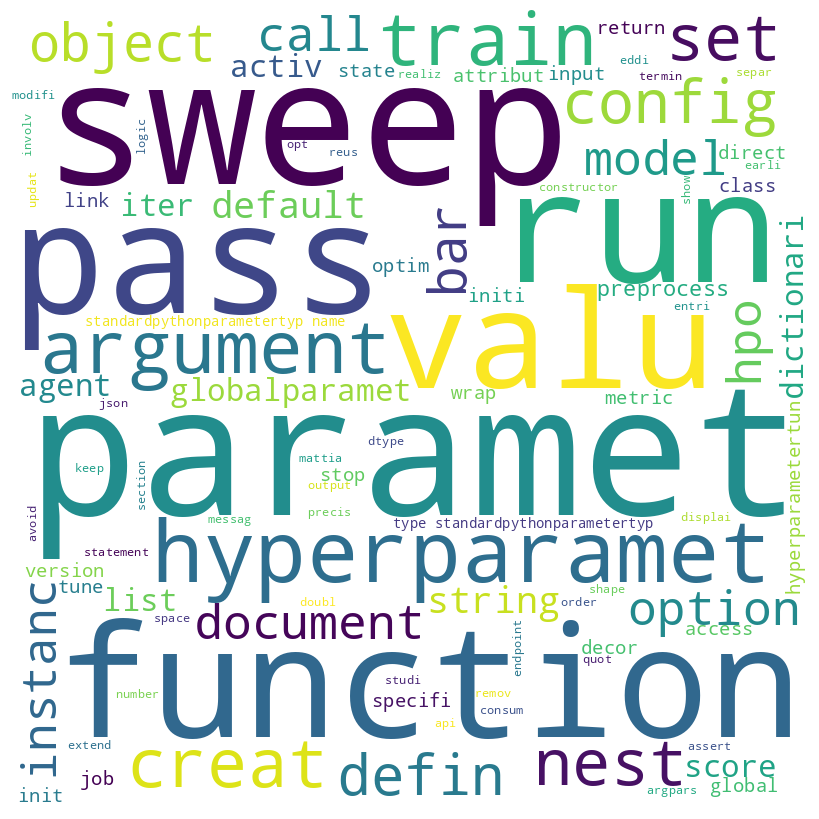 object
call
train
return
set
activ
state
realiz
attribut
input
eddi
termin
separ
modifi
involv
logic
sweep
opt
reus
config
model
direct
earli
updat
link
iter
default
constructor
show
class
pass
bar
optim
run
initi
preprocess
entri
dictionari
standardpythonparametertyp name
argument
valu
hpo
agent
globalparamet
wrap
metric
json
paramet
dtype
keep
section
mattia
stop
output
hyperparametertun
avoid
messag
precis
type standardpythonparametertyp
displai
statement
hyperparamet
version
tune
list
doubl
string
order
shape
option
instanc
space
document
endpoint
decor
access
quot
function
number
studi
specifi
remov
api
consum
extend
creat
defin
nest
assert
score
job
init
argpars
global